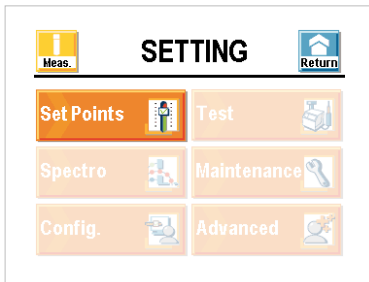 Meas.
SETTING
Return
Set Points
Test
Spectro
Maintenance
Config.
Advanced